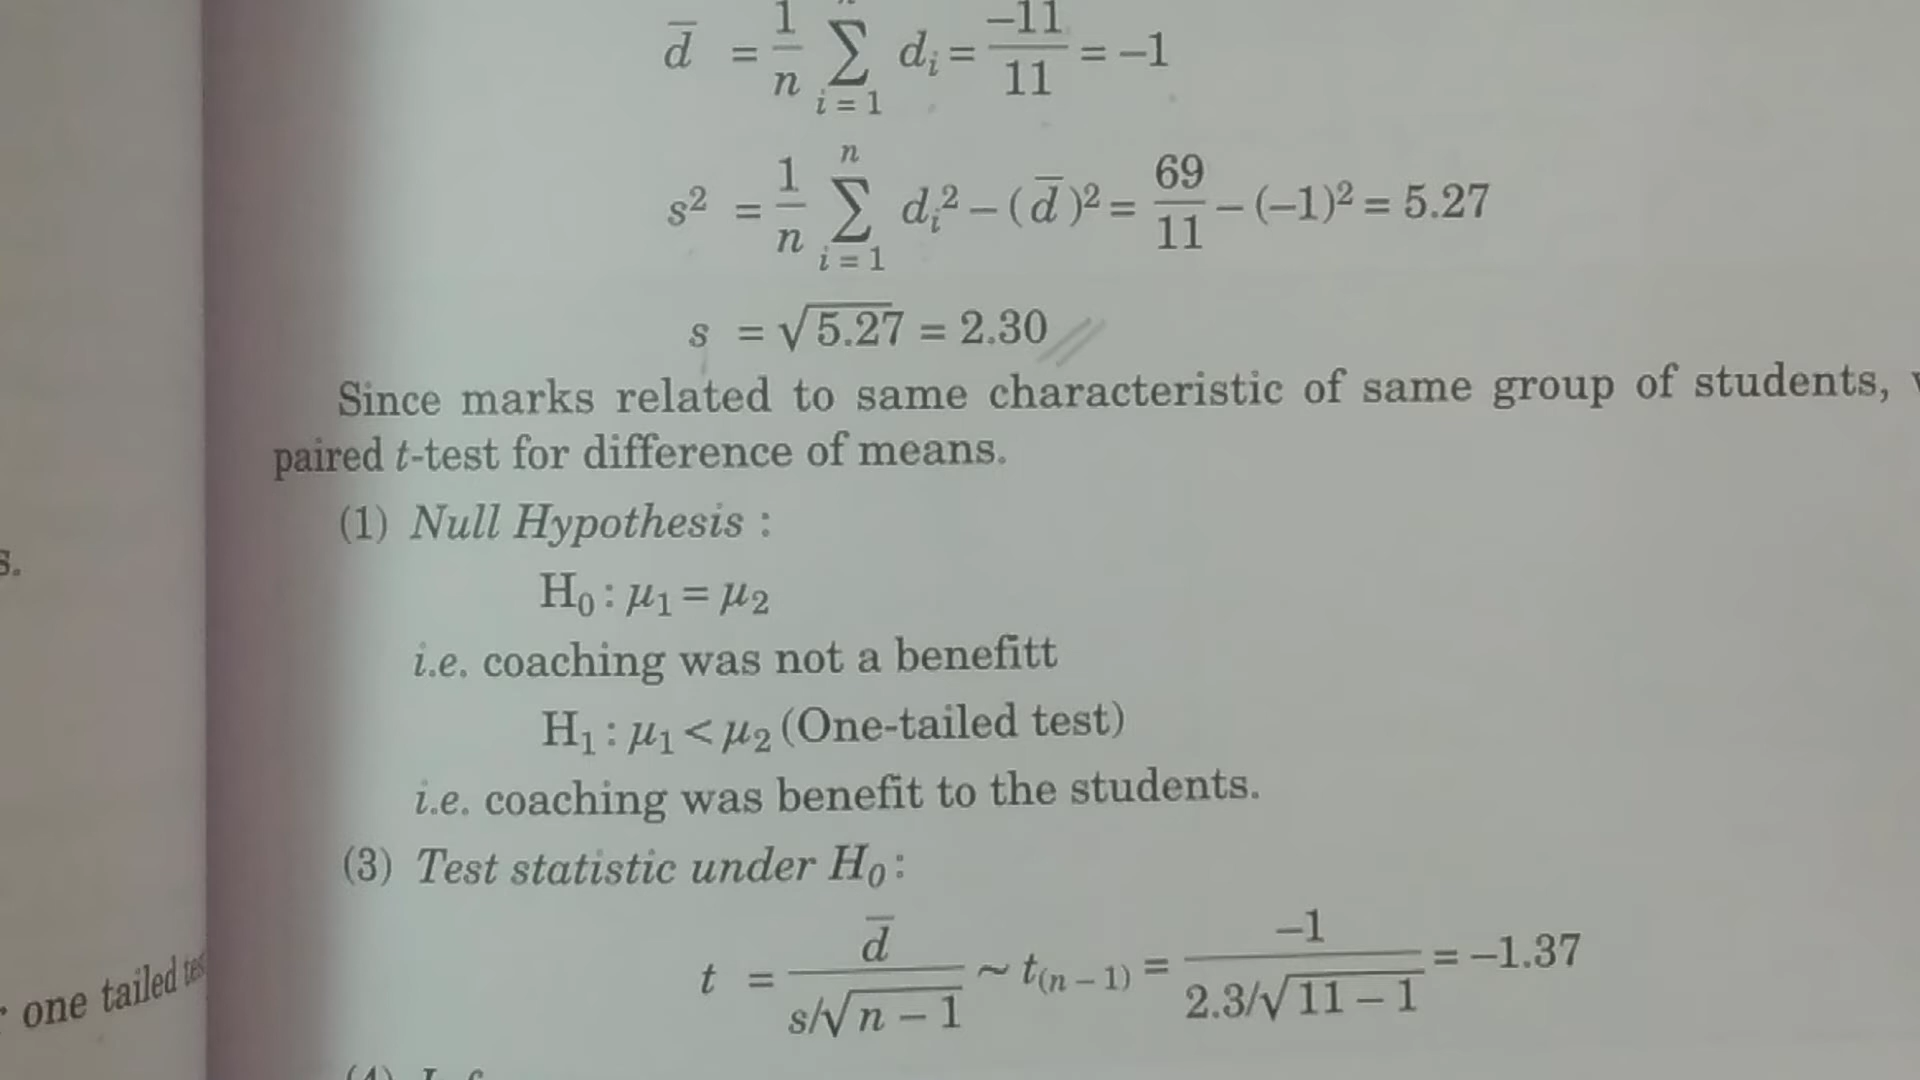 d̄ = 1/n ∑ i = 1 dᵢ = –11/11 = –1
s² = 1/n ∑ n i = 1 dᵢ² – ( d̄ )² = 69/11 – (–1)² = 5.27
s = √5.27 = 2.30
Since marks related to same characteristic of same group of students,
paired t-test for difference of means.
(1) Null Hypothesis :
H₀ : μ₁ = μ₂
i.e. coaching was not a benefitt
H₁ : μ₁ < μ₂ (One-tailed test)
i.e. coaching was benefit to the students.
(3) Test statistic under H₀ :
t = d̄ / s/√n – 1 ~ t(n – 1) = –1 / 2.3/√11 – 1 = –1.37
s.
one tailed